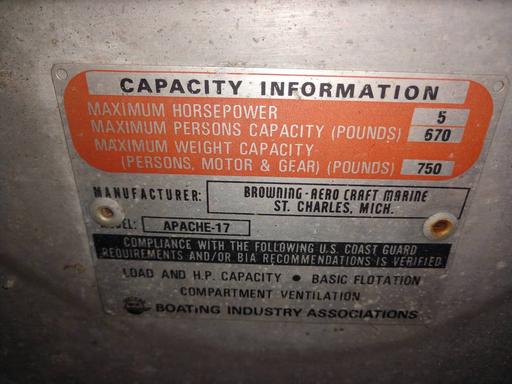 CAPACITY INFORMATION
MAXIMUM HORSEPOWER 5
MAXIMUM PERSONS CAPACITY (POUNDS) 670
MAXIMUM WEIGHT CAPACITY
(PERSONS, MOTOR & GEAR) (POUNDS) 750
MANUFACTURER: BROWNING-AERO CRAFT MARINE
ST. CHARLES, MICH.
MODEL: APACHE-17
COMPLIANCE WITH THE FOLLOWING U.S. COAST GUARD
REQUIREMENTS AND/OR BIA RECOMMENDATIONS IS VERIFIED
LOAD AND H.P. CAPACITY • BASIC FLOTATION
COMPARTMENT VENTILATION
BOATING INDUSTRY ASSOCIATIONS